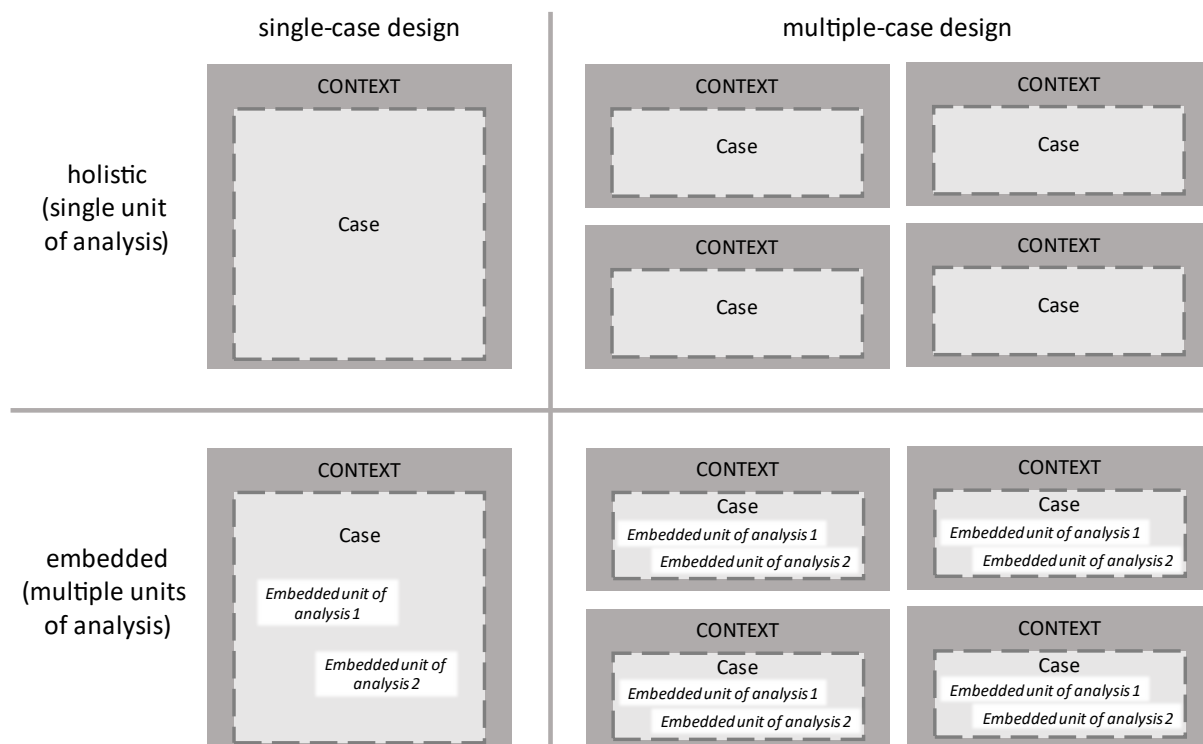 single-case design
multiple-case design
holistic
(single unit
of analysis)
CONTEXT
Case
CONTEXT
Case
CONTEXT
Case
CONTEXT
Case
CONTEXT
Case
embedded
(multiple units
of analysis)
CONTEXT
Case
Embedded unit of
analysis 1
Embedded unit of
analysis 2
CONTEXT
Case
Embedded unit of analysis 1
Embedded unit of analysis 2
CONTEXT
Case
Embedded unit of analysis 1
Embedded unit of analysis 2
CONTEXT
Case
Embedded unit of analysis 1
Embedded unit of analysis 2
CONTEXT
Case
Embedded unit of analysis 1
Embedded unit of analysis 2